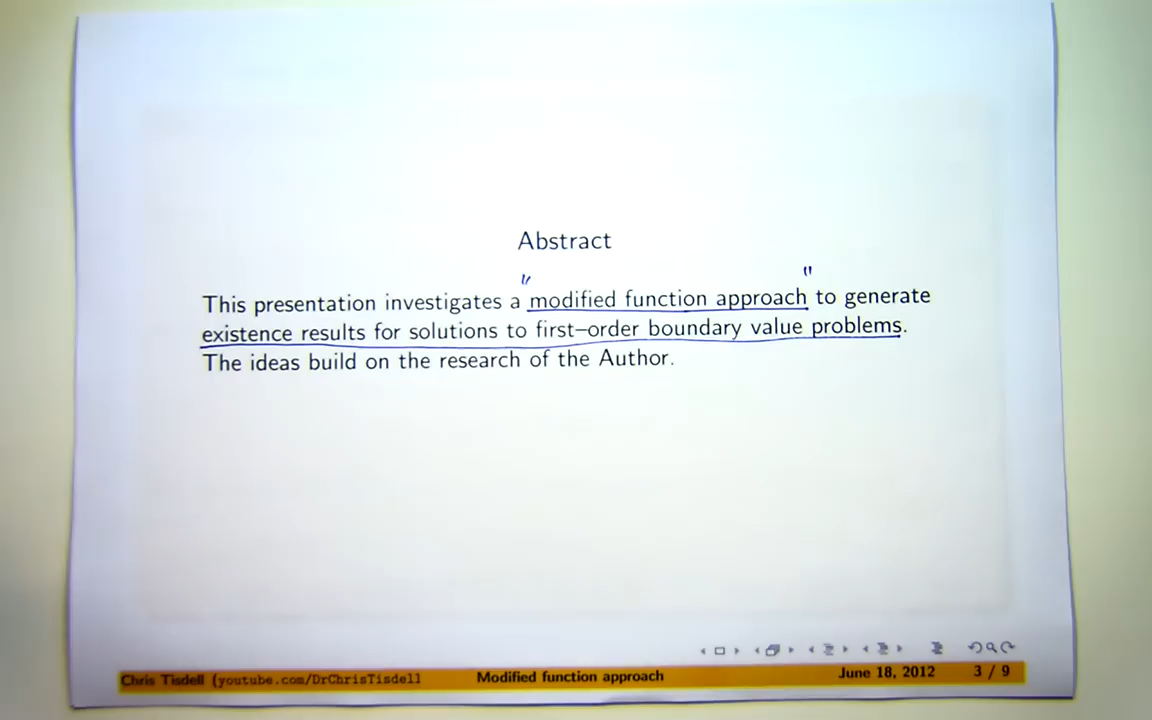 Abstract
" "
This presentation investigates a modified function approach to generate
existence results for solutions to first–order boundary value problems.
The ideas build on the research of the Author.
Chris Tisdell (youtube.com/DrChrisTisdell Modified function approach June 18, 2012 3 / 9